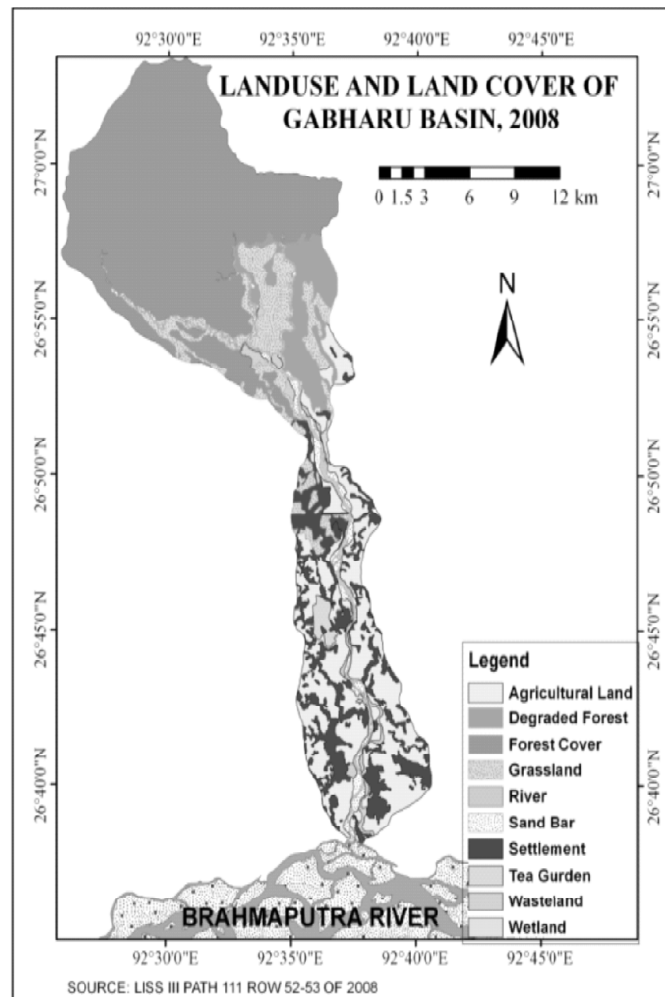 92°30'0"E 92°35'0"E 92°40'0"E 92°45'0"E
LANDUSE AND LAND COVER OF
GABHARU BASIN, 2008
27°0'0"N 27°0'0"N
0 1.5 3 6 9 12 km
N
26°55'0"N 26°55'0"N
26°50'0"N 26°50'0"N
26°45'0"N 26°45'0"N
Legend
Agricultural Land
Degraded Forest
Forest Cover
Grassland
River
Sand Bar
Settlement
Tea Gurden
Wasteland
Wetland
26°40'0"N 26°40'0"N
BRAHMAPUTRA RIVER
92°30'0"E 92°35'0"E 92°40'0"E 92°45'0"E
SOURCE: LISS III PATH 111 ROW 52-53 OF 2008